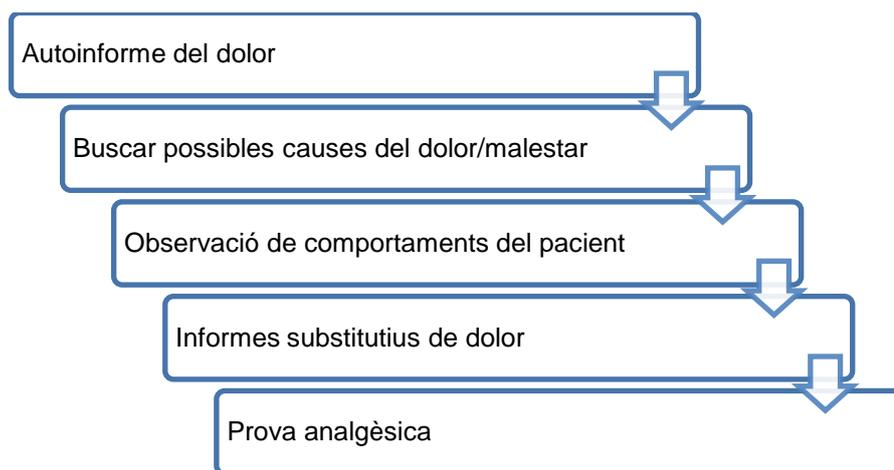 Autoinforme del dolor
Buscar possibles causes del dolor/malestar
Observació de comportaments del pacient
Informes substitutius de dolor
Prova analgèsica